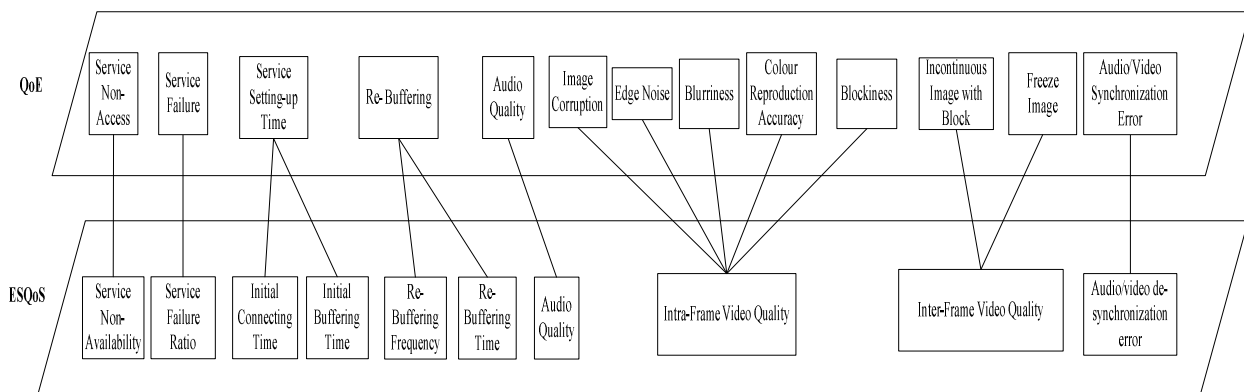 QoE
Service
Non-
Access
Service
Failure
Service
Setting-up
Time
Re-Buffering
Audio
Quality
Image
Corruption
Edge Noise
Blurriness
Colour
Reproduction
Accuracy
Blockiness
Incontinuous
Image with
Block
Freeze
Image
Audio/Video
Synchronization
Error
ESQoS
Service
Non-
Availability
Service
Failure
Ratio
Initial
Connecting
Time
Initial
Buffering
Time
Re-
Buffering
Frequency
Re-
Buffering
Time
Audio
Quality
Intra-Frame Video Quality
Inter-Frame Video Quality
Audio/video de-
synchronization
error